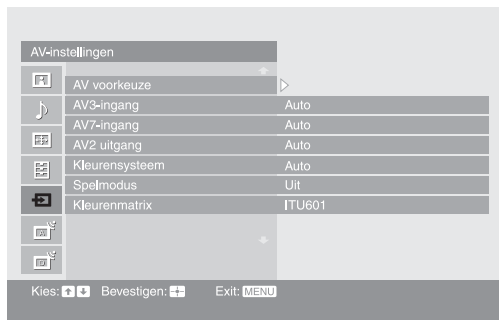 AV-instellingen
AV voorkeuze
AV3-ingang Auto
AV7-ingang Auto
AV2 uitgang Auto
Kleurensysteem Auto
Spelmodus Uit
Kleurenmatrix ITU601
Kies: Bevestigen: Exit: MENU